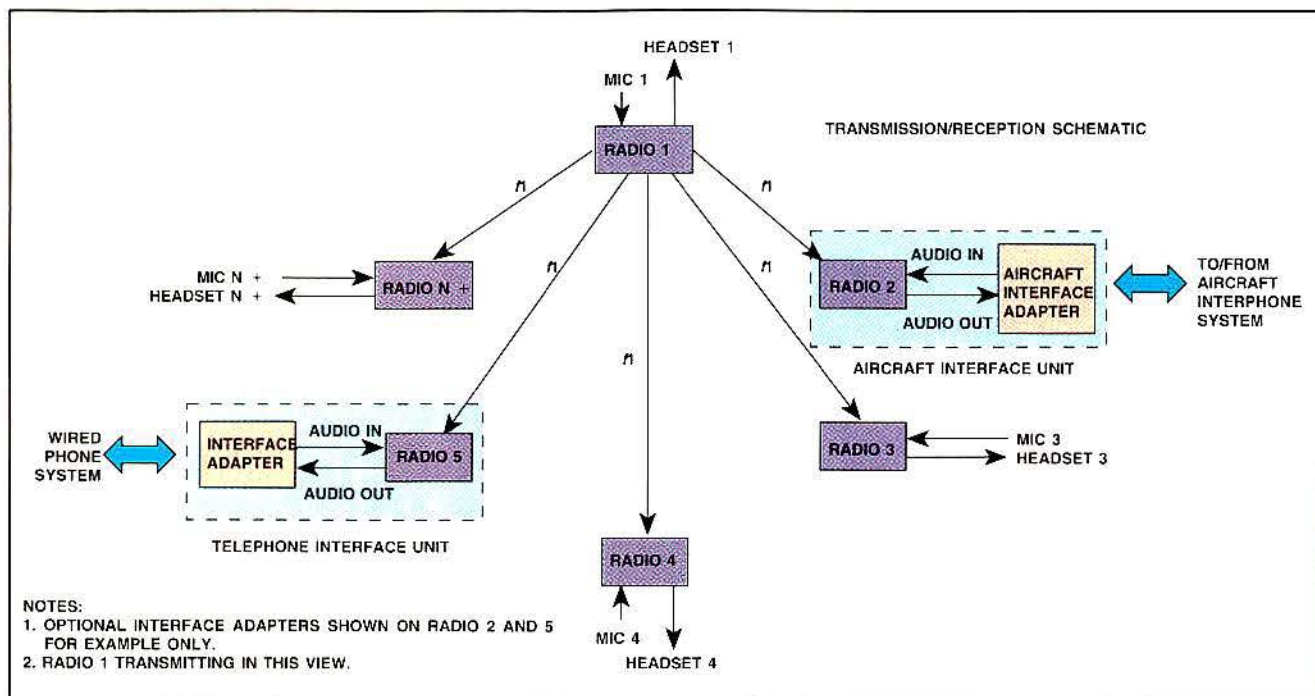 HEADSET 1
MIC 1
RADIO 1
TRANSMISSION/RECEPTION SCHEMATIC
MIC N +
HEADSET N +
RADIO N +
RADIO 2
AUDIO IN
AUDIO OUT
AIRCRAFT
INTERFACE
ADAPTER
TO/FROM
AIRCRAFT
INTERPHONE
SYSTEM
AIRCRAFT INTERFACE UNIT
WIRED
PHONE
SYSTEM
INTERFACE
ADAPTER
AUDIO IN
AUDIO OUT
RADIO 5
TELEPHONE INTERFACE UNIT
RADIO 3
MIC 3
HEADSET 3
RADIO 4
MIC 4
HEADSET 4
NOTES:
1. OPTIONAL INTERFACE ADAPTERS SHOWN ON RADIO 2 AND 5
FOR EXAMPLE ONLY.
2. RADIO 1 TRANSMITTING IN THIS VIEW.